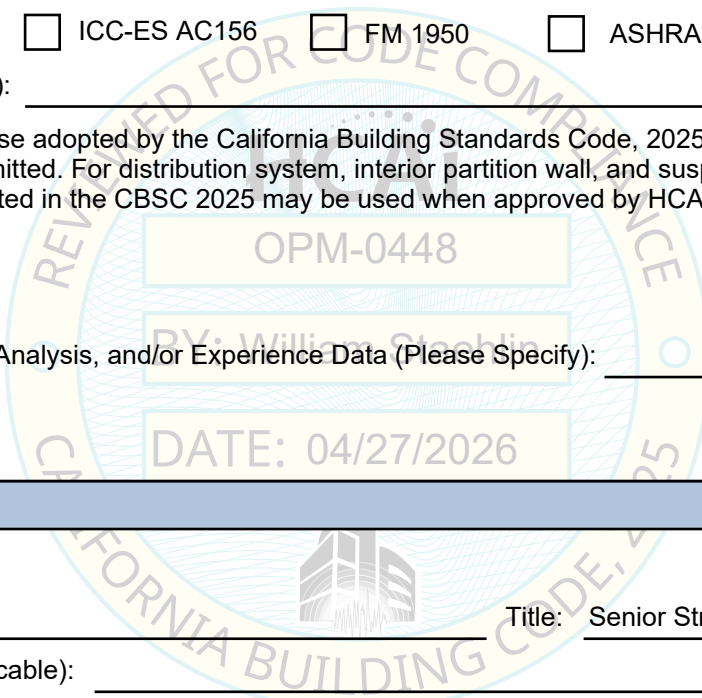 ICC-ES AC156 FM 1950 ASHRA
):
se adopted by the California Building Standards Code, 2025
mitted. For distribution system, interior partition wall, and susp
ted in the CBSC 2025 may be used when approved by HCA
REVIEWED FOR CODE COMPLIANCE
HCAi
OPM-0448
BY: William Staehlin
Analysis, and/or Experience Data (Please Specify):
DATE: 04/27/2026
Title: Senior Str
cable):
CALIFORNIA BUILDING CODE, 2025